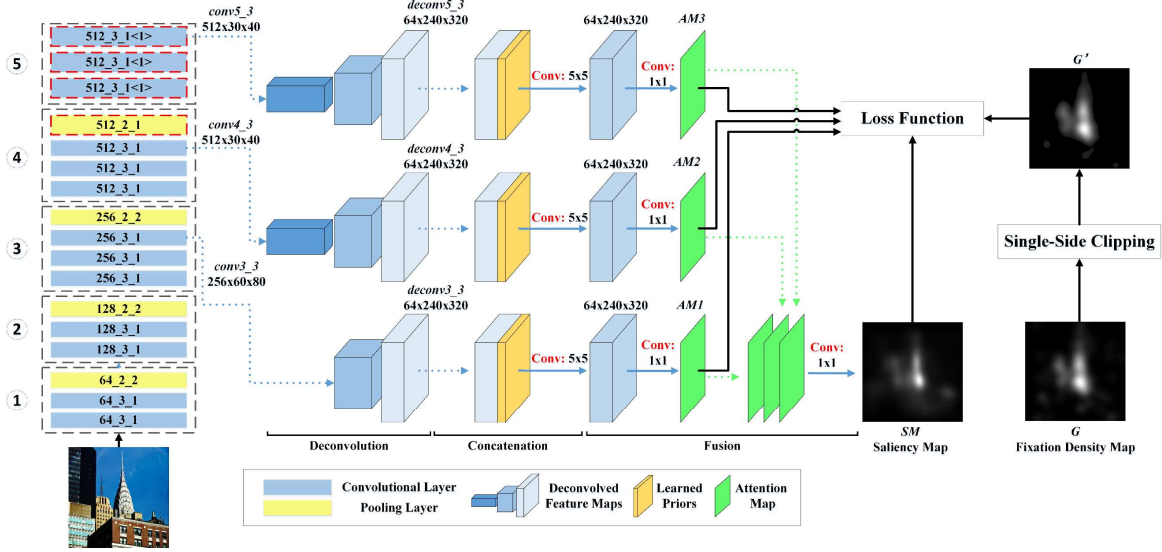 5
512_3_1<1>
512_3_1<1>
512_3_1<1>
4
512_2_1
512_3_1
512_3_1
512_3_1
3
256_2_2
256_3_1
256_3_1
256_3_1
2
128_2_2
128_3_1
128_3_1
1
64_2_2
64_3_1
64_3_1
conv5_3
512x30x40
conv4_3
512x30x40
conv3_3
256x60x80
deconv5_3
64x240x320
64x240x320
AM3
Conv: 5x5
Conv:
1x1
deconv4_3
64x240x320
64x240x320
AM2
Conv: 5x5
Conv:
1x1
deconv3_3
64x240x320
64x240x320
AM1
Conv: 5x5
Conv:
1x1
Conv:
1x1
Loss Function
G'
Single-Side Clipping
SM
Saliency Map
G
Fixation Density Map
Deconvolution
Concatenation
Fusion
Convolutional Layer
Pooling Layer
Deconvolved
Feature Maps
Learned
Priors
Attention
Map